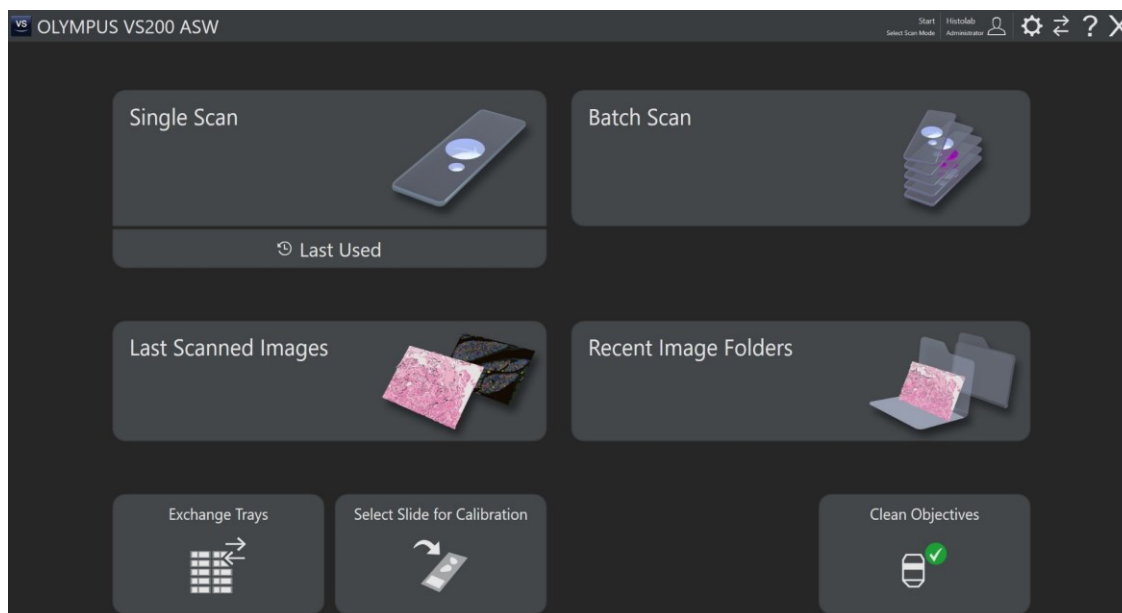 VS OLYMPUS VS200 ASW
Start Histolab
Select Scan Mode Administrator ?
Single Scan
Batch Scan
Last Used
Last Scanned Images
Recent Image Folders
Exchange Trays
Select Slide for Calibration
Clean Objectives